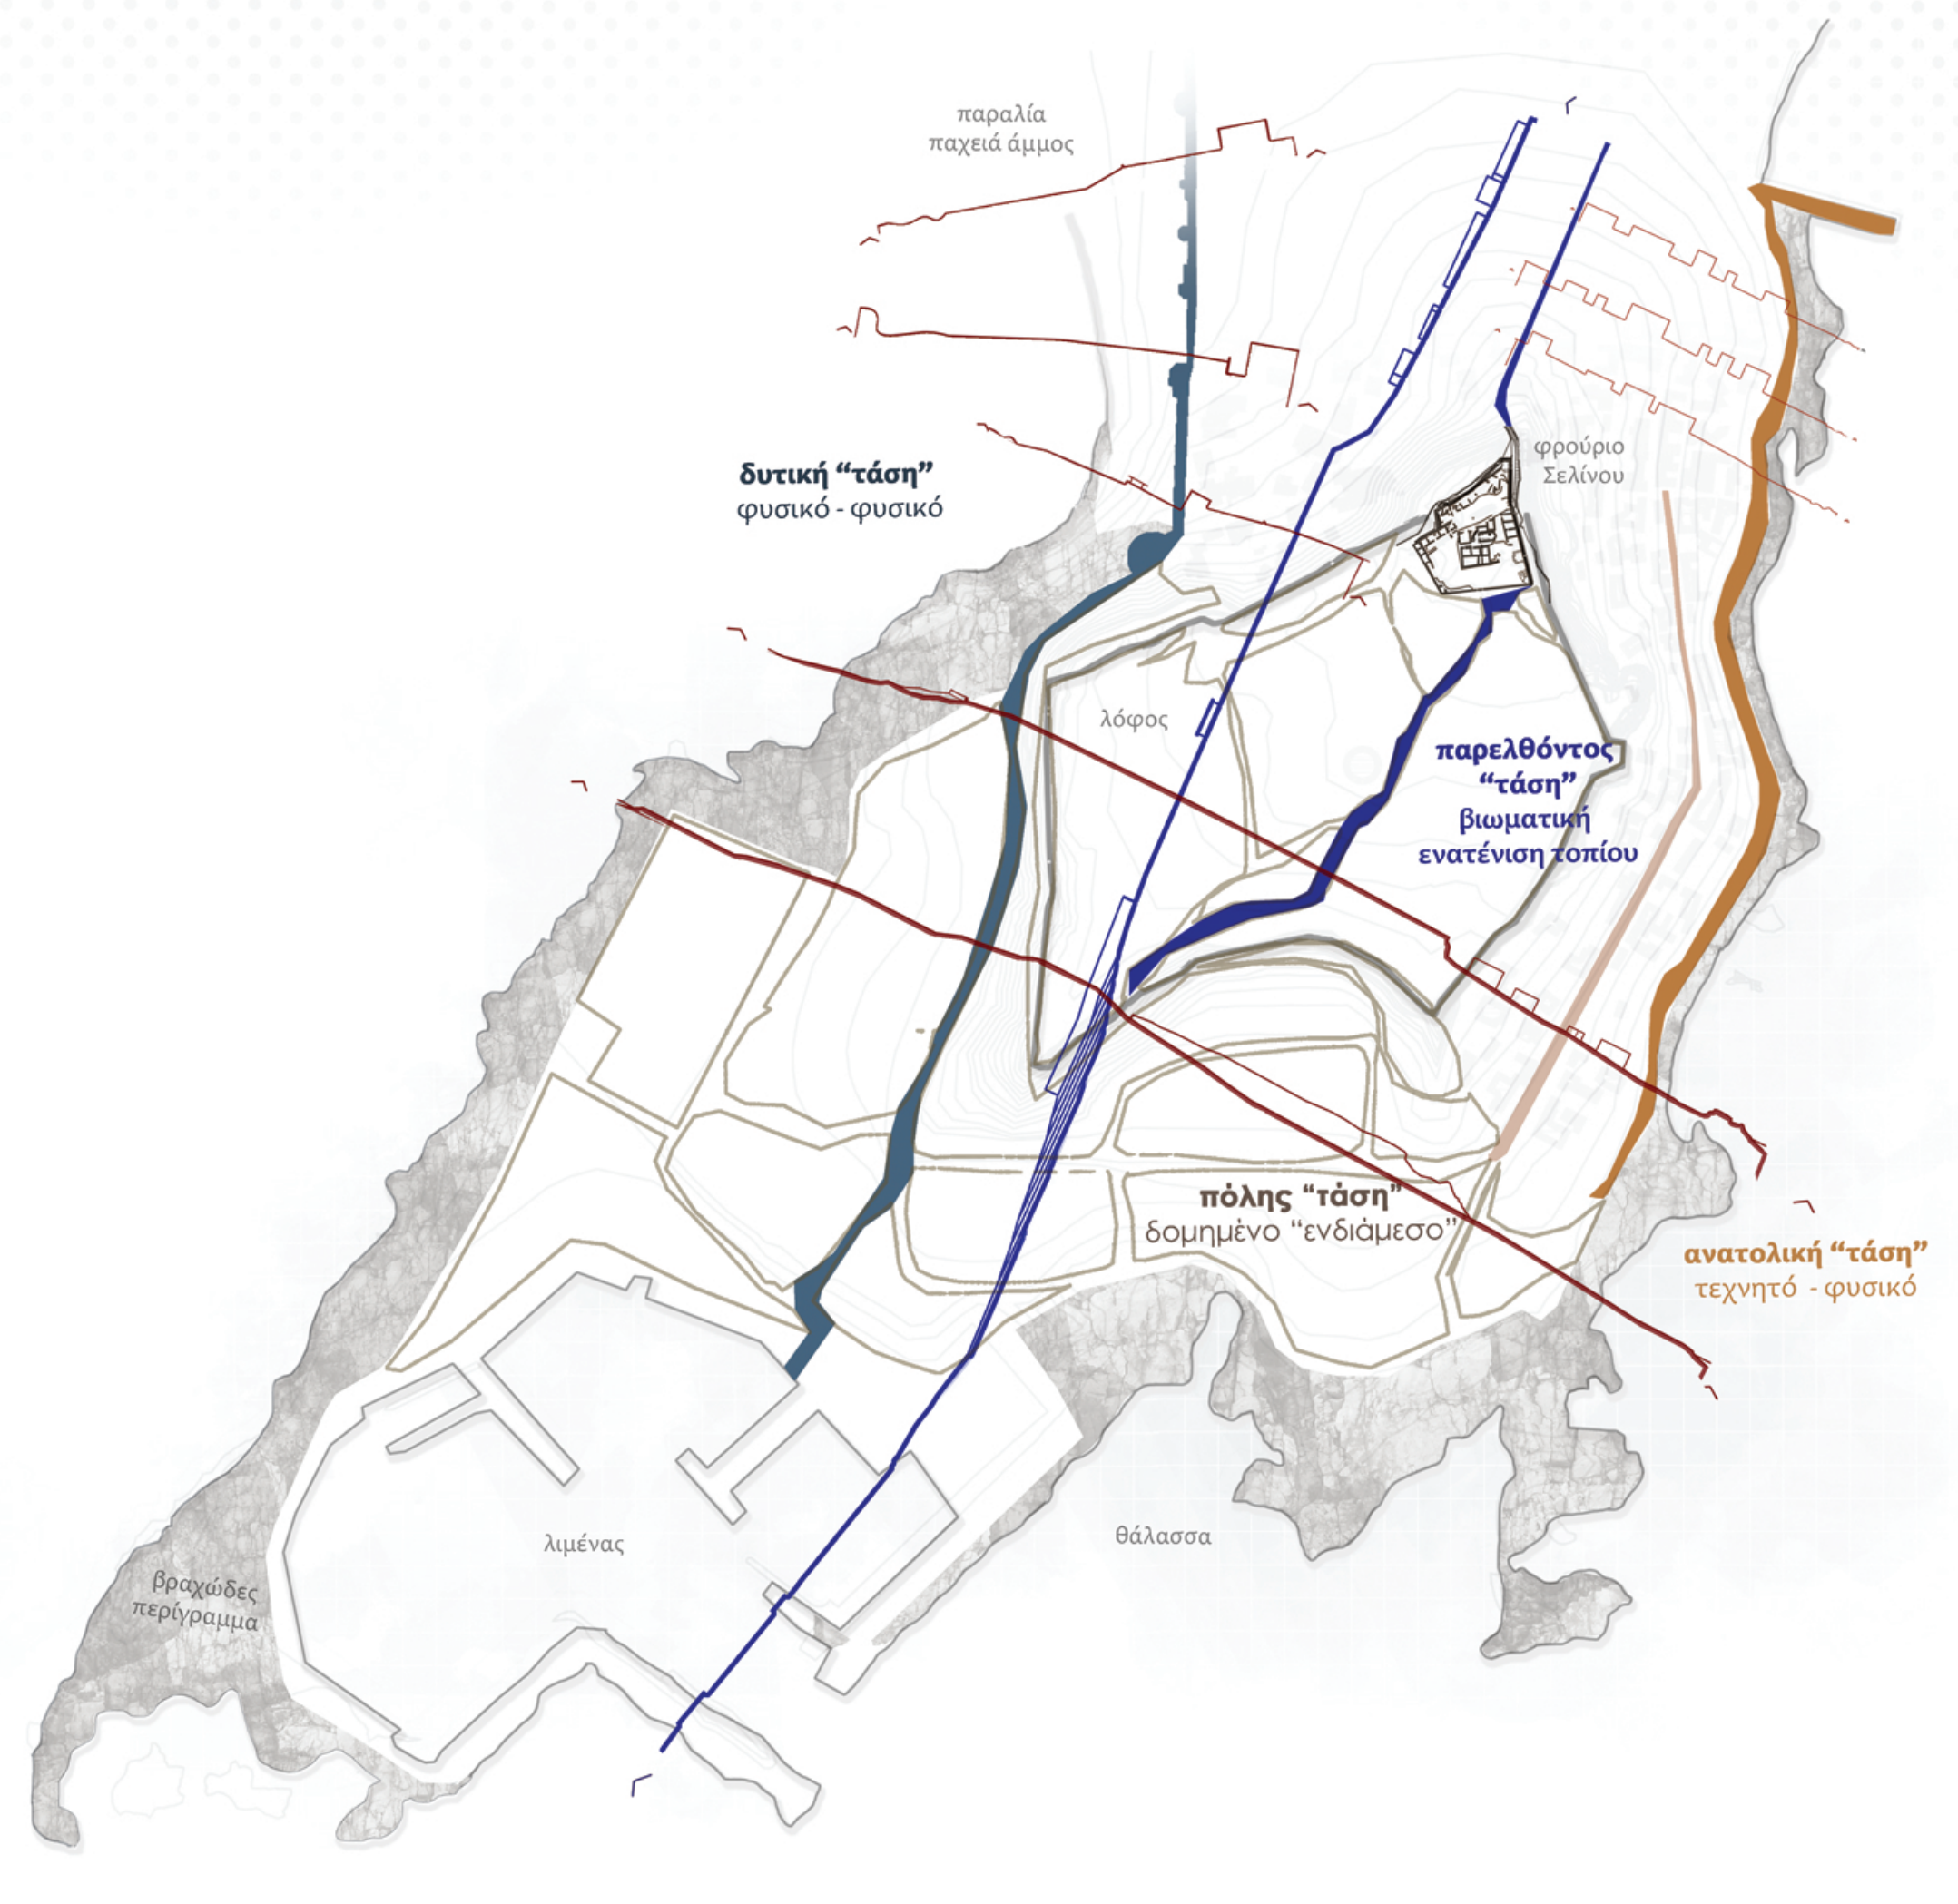 παραλία
παχειά άμμος
φρούριο
Σελίνου
δυτική “τάση”
φυσικό - φυσικό
λόφος
παρελθόντος
“τάση”
βιωματική
ενατένιση τοπίου
πόλης “τάση”
δομημένο “ενδιάμεσο”
ανατολική “τάση”
τεχνητό - φυσικό
λιμένας
θάλασσα
βραχώδες
περίγραμμα